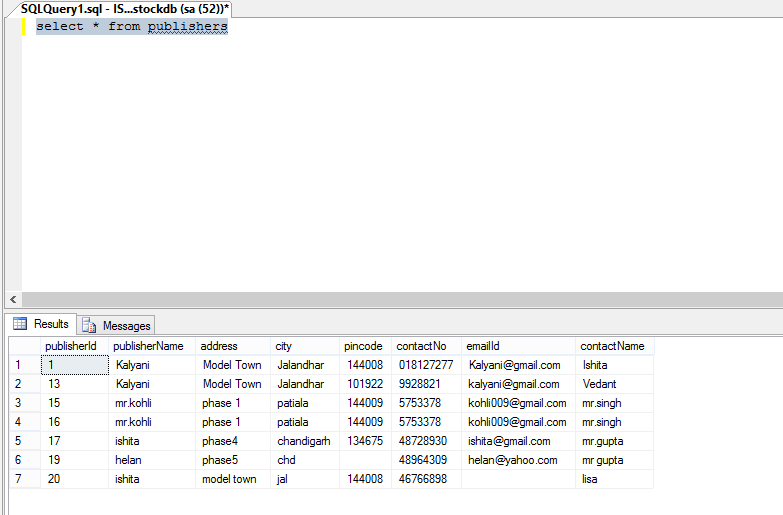 SQLQuery1.sql - IS...stockdb (sa (52))*
select * from publishers
Results Messages
publisherId publisherName address city pincode contactNo emailId contactName
1 1 Kalyani Model Town Jalandhar 144008 018127277 Kalyani@gmail.com Ishita
2 13 Kalyani Model Town Jalandhar 101922 9928821 kalyani@gmail.com Vedant
3 15 mr.kohli phase 1 patiala 144009 5753378 kohli009@gmail.com mr.singh
4 16 mr.kohli phase 1 patiala 144009 5753378 kohli009@gmail.com mr.singh
5 17 ishita phase4 chandigarh 134675 48728930 ishita@gmail.com mr.gupta
6 19 helan phase5 chd 48964309 helan@yahoo.com mr gupta
7 20 ishita model town jal 144008 46766898 lisa